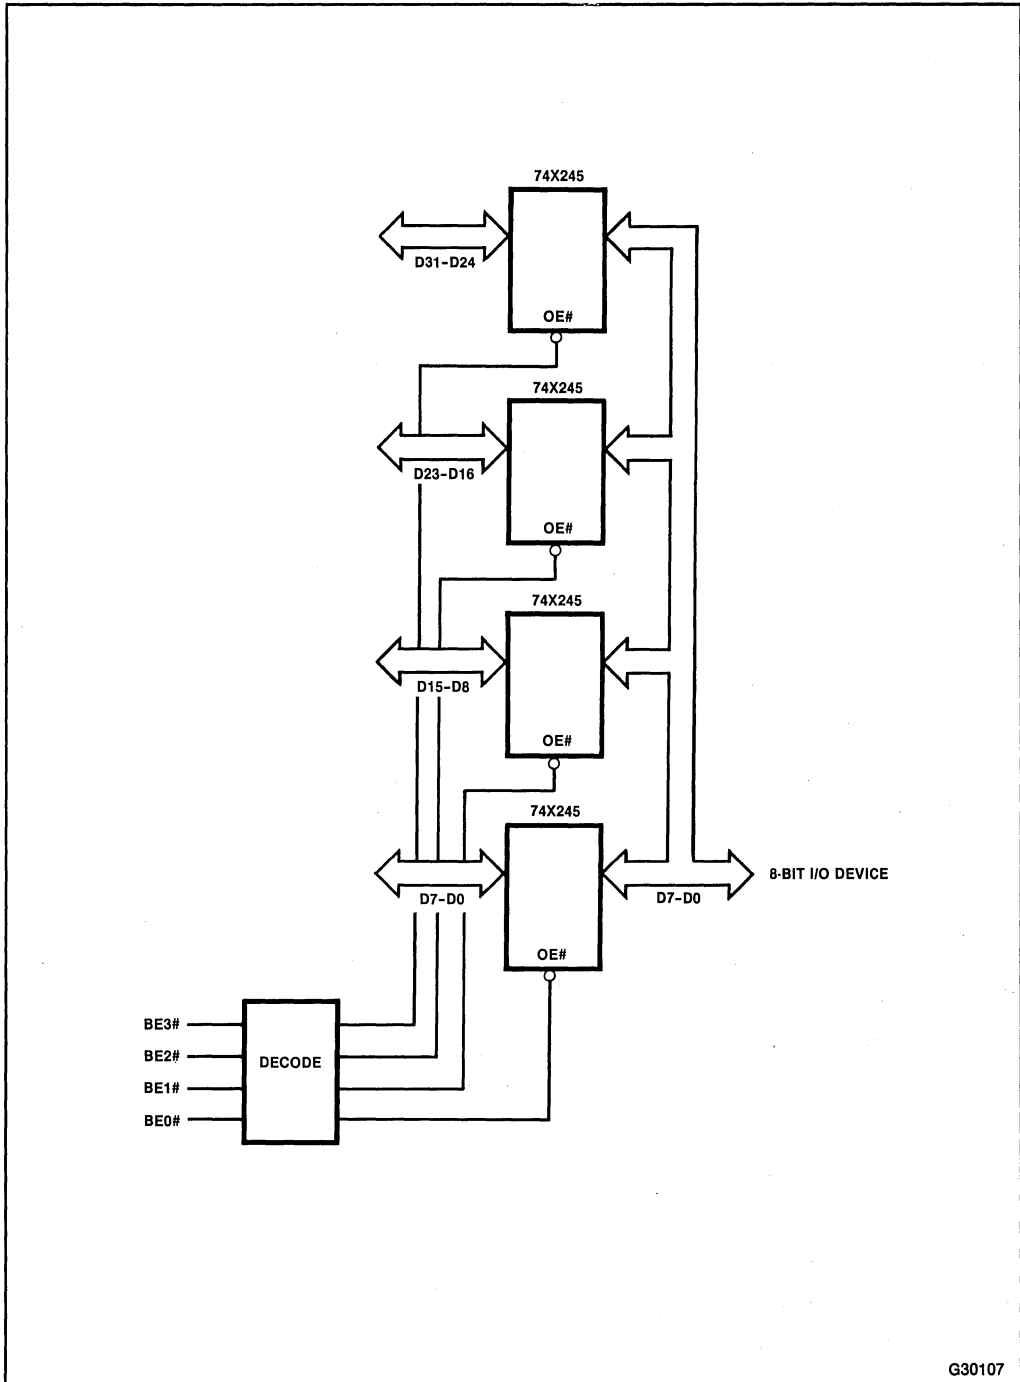 74X245
D31-D24
OE#
74X245
D23-D16
OE#
74X245
D15-D8
OE#
74X245
D7-D0
8-BIT I/O DEVICE
D7-D0
OE#
BE3#
BE2#
DECODE
BE1#
BE0#
G30107